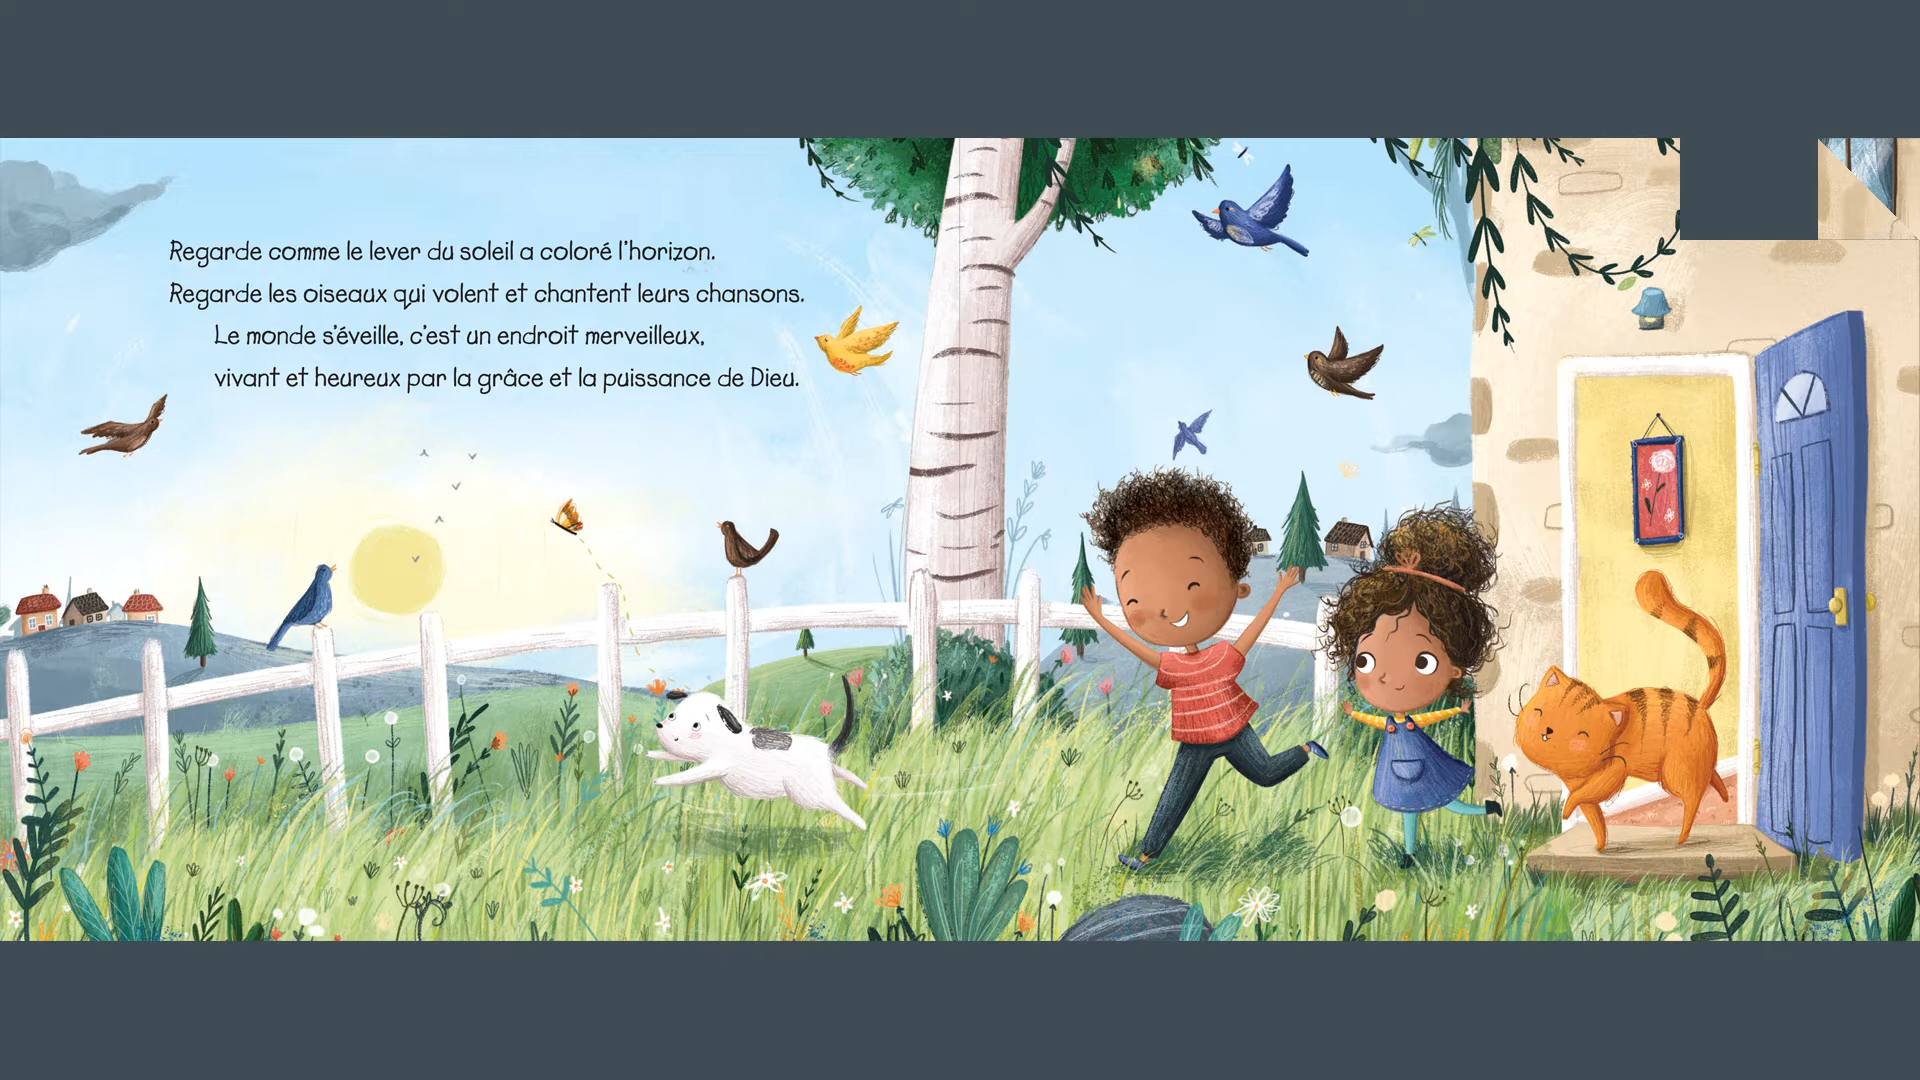 Regarde comme le lever du soleil a coloré l'horizon.
Regarde les oiseaux qui volent et chantent leurs chansons.
Le monde s'éveille, c'est un endroit merveilleux,
vivant et heureux par la grâce et la puissance de Dieu.